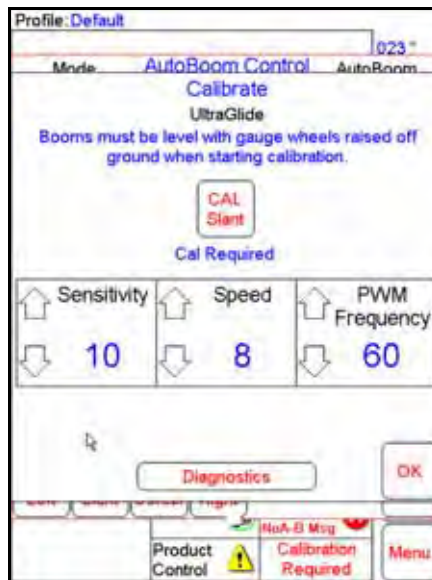 Profile: Default
023 "
Mode AutoBoom Control AutoBoom
Calibrate
UltraGlide
Booms must be level with gauge wheels raised off
ground when starting calibration.
CAL
Slant
Cal Required
Sensitivity Speed PWM
Frequency
10 8 60
Diagnostics OK
NoA-B Msg
Product
Control
Calibration
Required
Menu